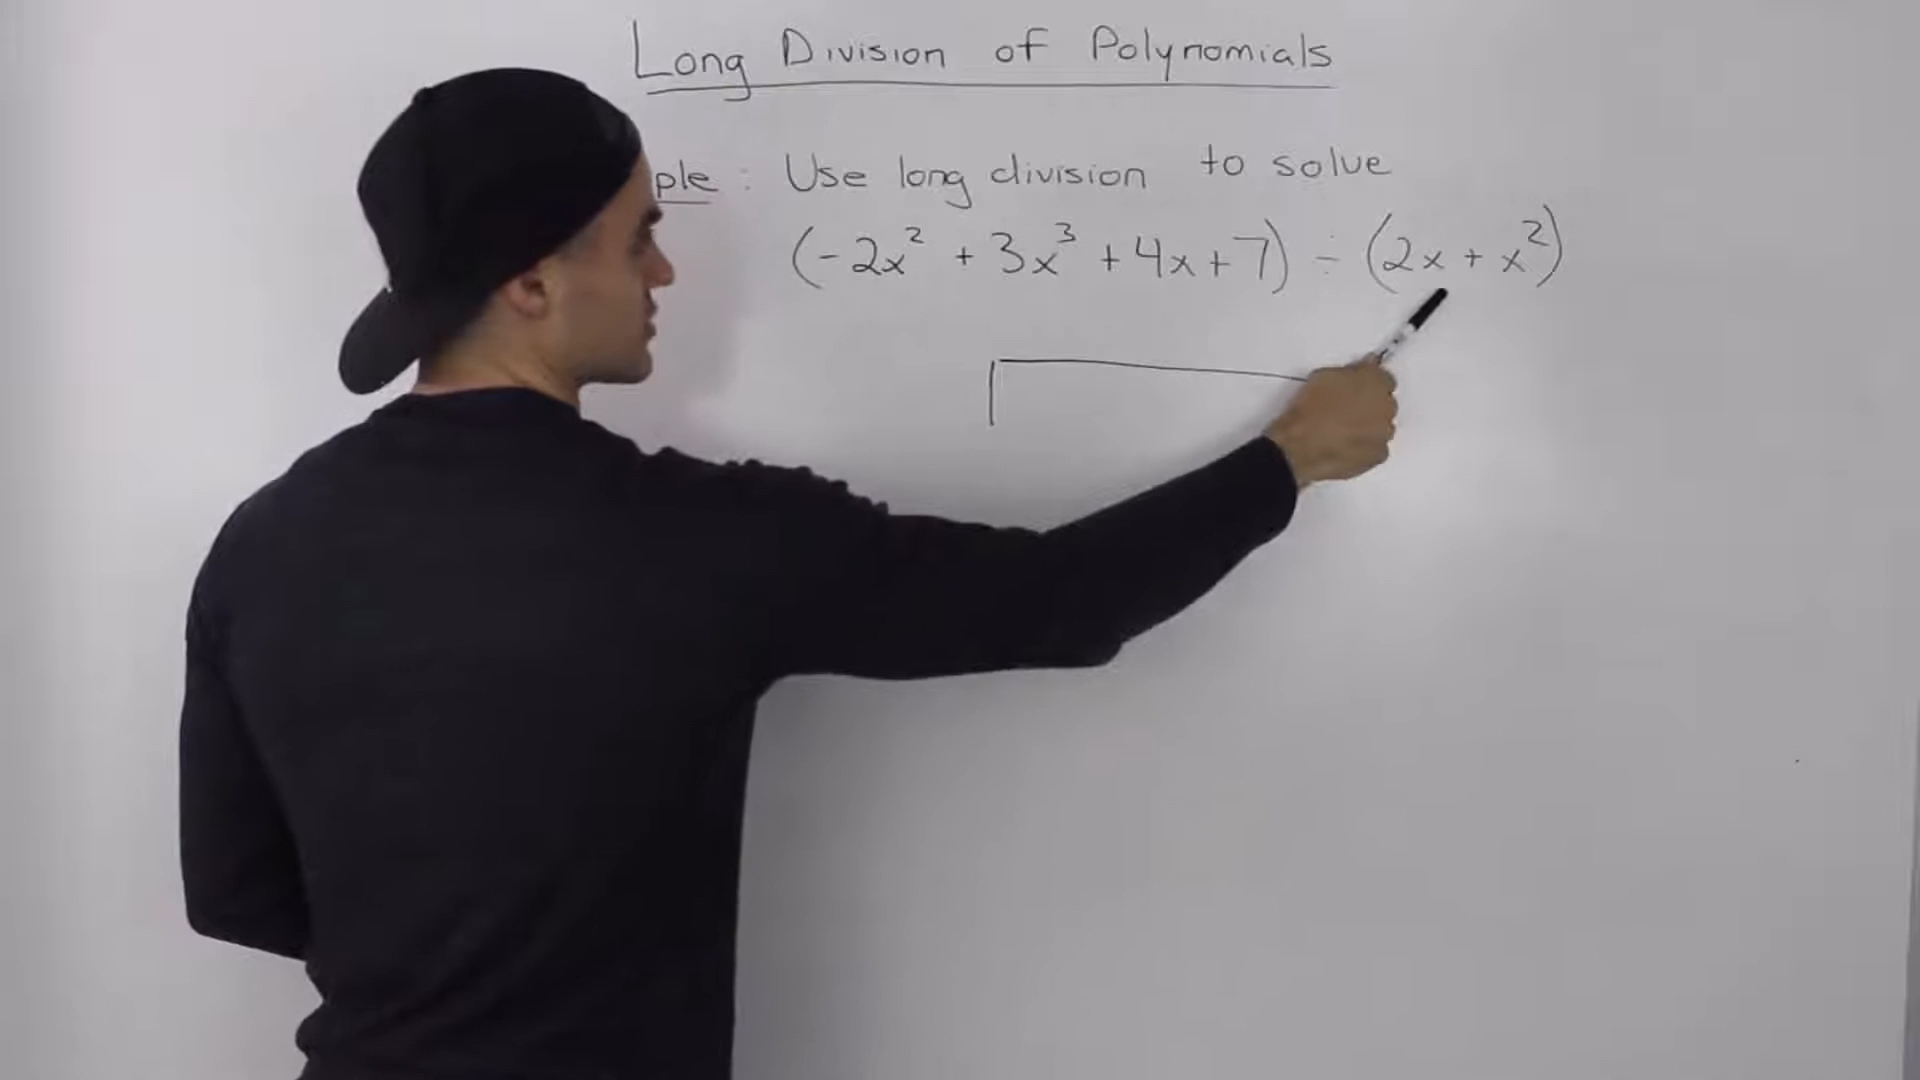 Long Division of Polynomials
ple : Use long division to solve
(-2x² + 3x³ + 4x + 7) ÷ (2x + x²)